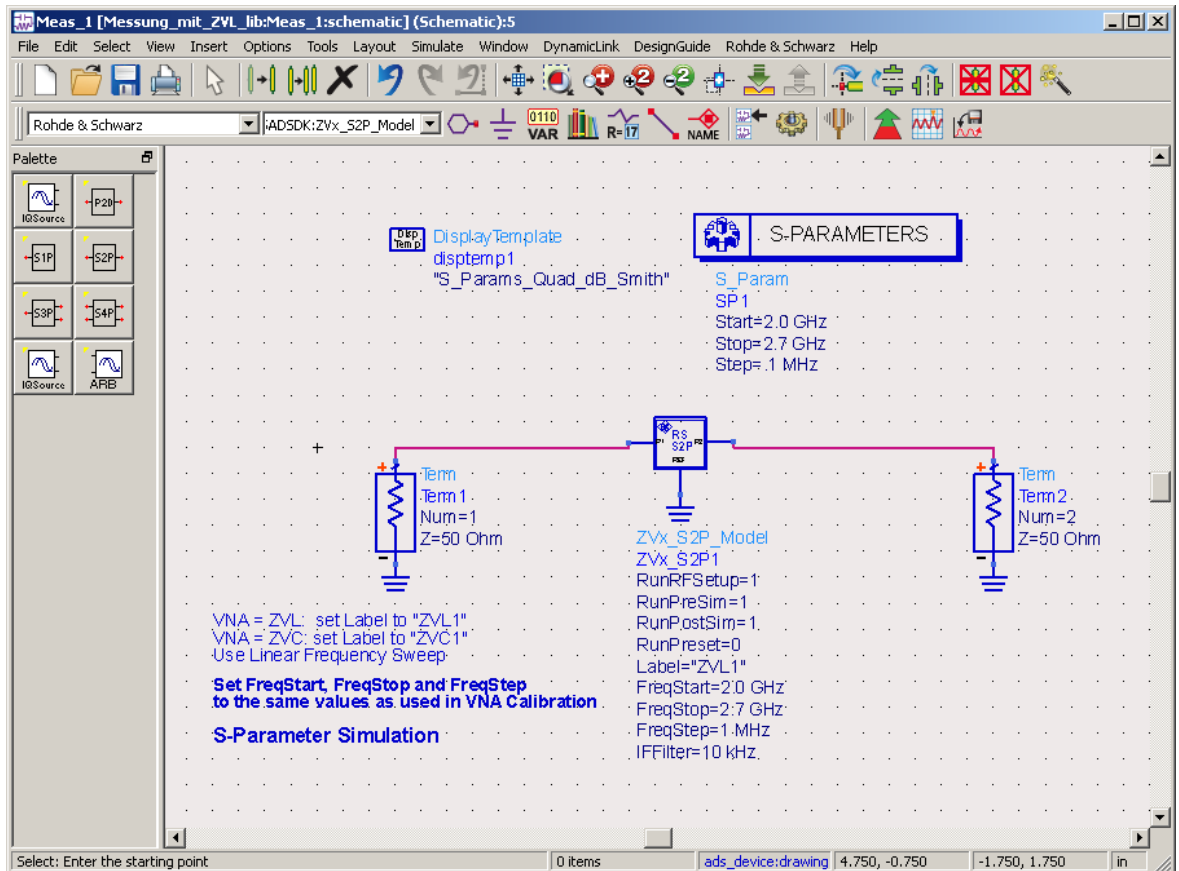 Meas_1 [Messung_mit_ZVL_lib:Meas_1:schematic] (Schematic):5
File Edit Select View Insert Options Tools Layout Simulate Window DynamicLink DesignGuide Rohde & Schwarz Help
Rohde & Schwarz
iADSDK:ZVx_S2P_Model
0110
VAR
R=17
NAME
Palette
IQSource
P2D
S1P
S2P
S3P
S4P
IQSource
ARB
Disp
Temp
DisplayTemplate
disptemp1
"S_Params_Quad_dB_Smith"
S-PARAMETERS
S_Param
SP1
Start=2.0 GHz
Stop=2.7 GHz
Step=.1 MHz
RS
P1 S2P P2
Ref
Term
Term1
Num=1
Z=50 Ohm
Term
Term2
Num=2
Z=50 Ohm
ZVx_S2P_Model
ZVx_S2P1
RunRFSetup=1
RunPreSim=1
RunPostSim=1
RunPreset=0
Label="ZVL1"
FreqStart=2.0 GHz
FreqStop=2.7 GHz
FreqStep=1 MHz
IFFilter=10 kHz
VNA = ZVL: set Label to "ZVL1"
VNA = ZVC: set Label to "ZVC1"
Use Linear Frequency Sweep
Set FreqStart, FreqStop and FreqStep
to the same values as used in VNA Calibration
S-Parameter Simulation
Select: Enter the starting point
0 items
ads_device:drawing
4.750, -0.750
-1.750, 1.750
in